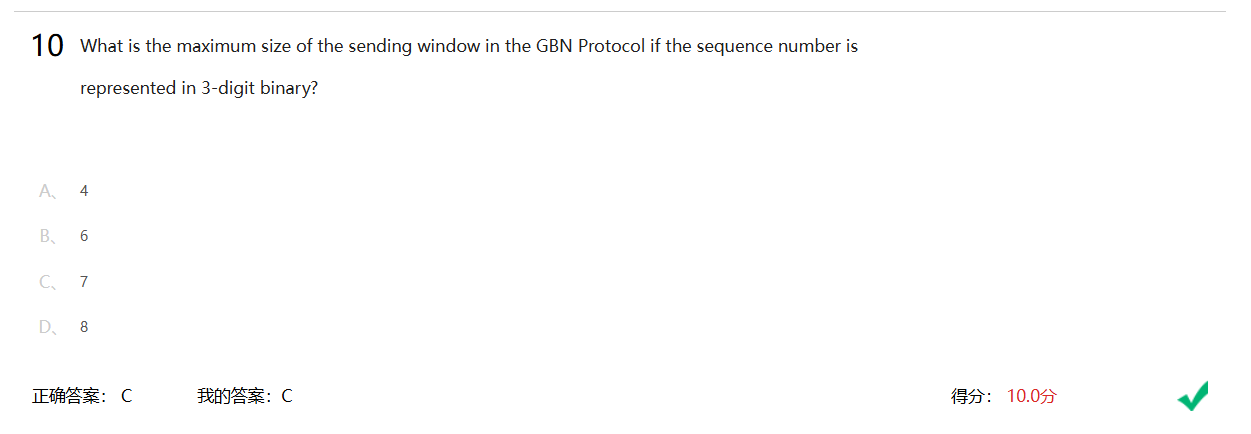 10 What is the maximum size of the sending window in the GBN Protocol if the sequence number is
represented in 3-digit binary?
A、 4
B、 6
C、 7
D、 8
正确答案： C 我的答案：C 得分： 10.0分